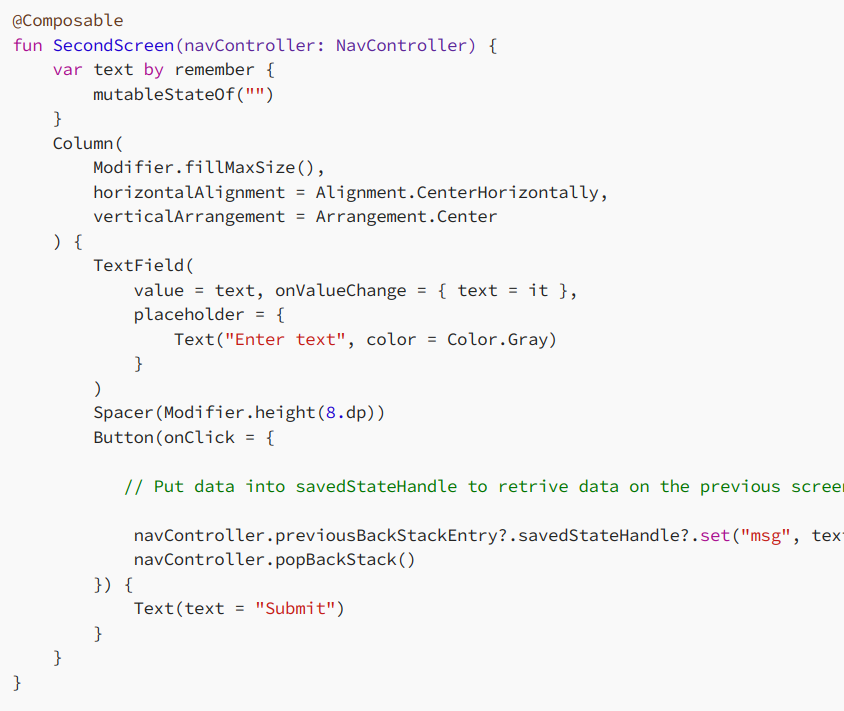 @Composable
fun SecondScreen(navController: NavController) {
    var text by remember {
        mutableStateOf("")
    }
    Column(
        Modifier.fillMaxSize(),
        horizontalAlignment = Alignment.CenterHorizontally,
        verticalArrangement = Arrangement.Center
    ) {
        TextField(
            value = text, onValueChange = { text = it },
            placeholder = {
                Text("Enter text", color = Color.Gray)
            }
        )
        Spacer(Modifier.height(8.dp))
        Button(onClick = {

           // Put data into savedStateHandle to retrive data on the previous screen

            navController.previousBackStackEntry?.savedStateHandle?.set("msg", tex
            navController.popBackStack()
        }) {
            Text(text = "Submit")
        }
    }
}